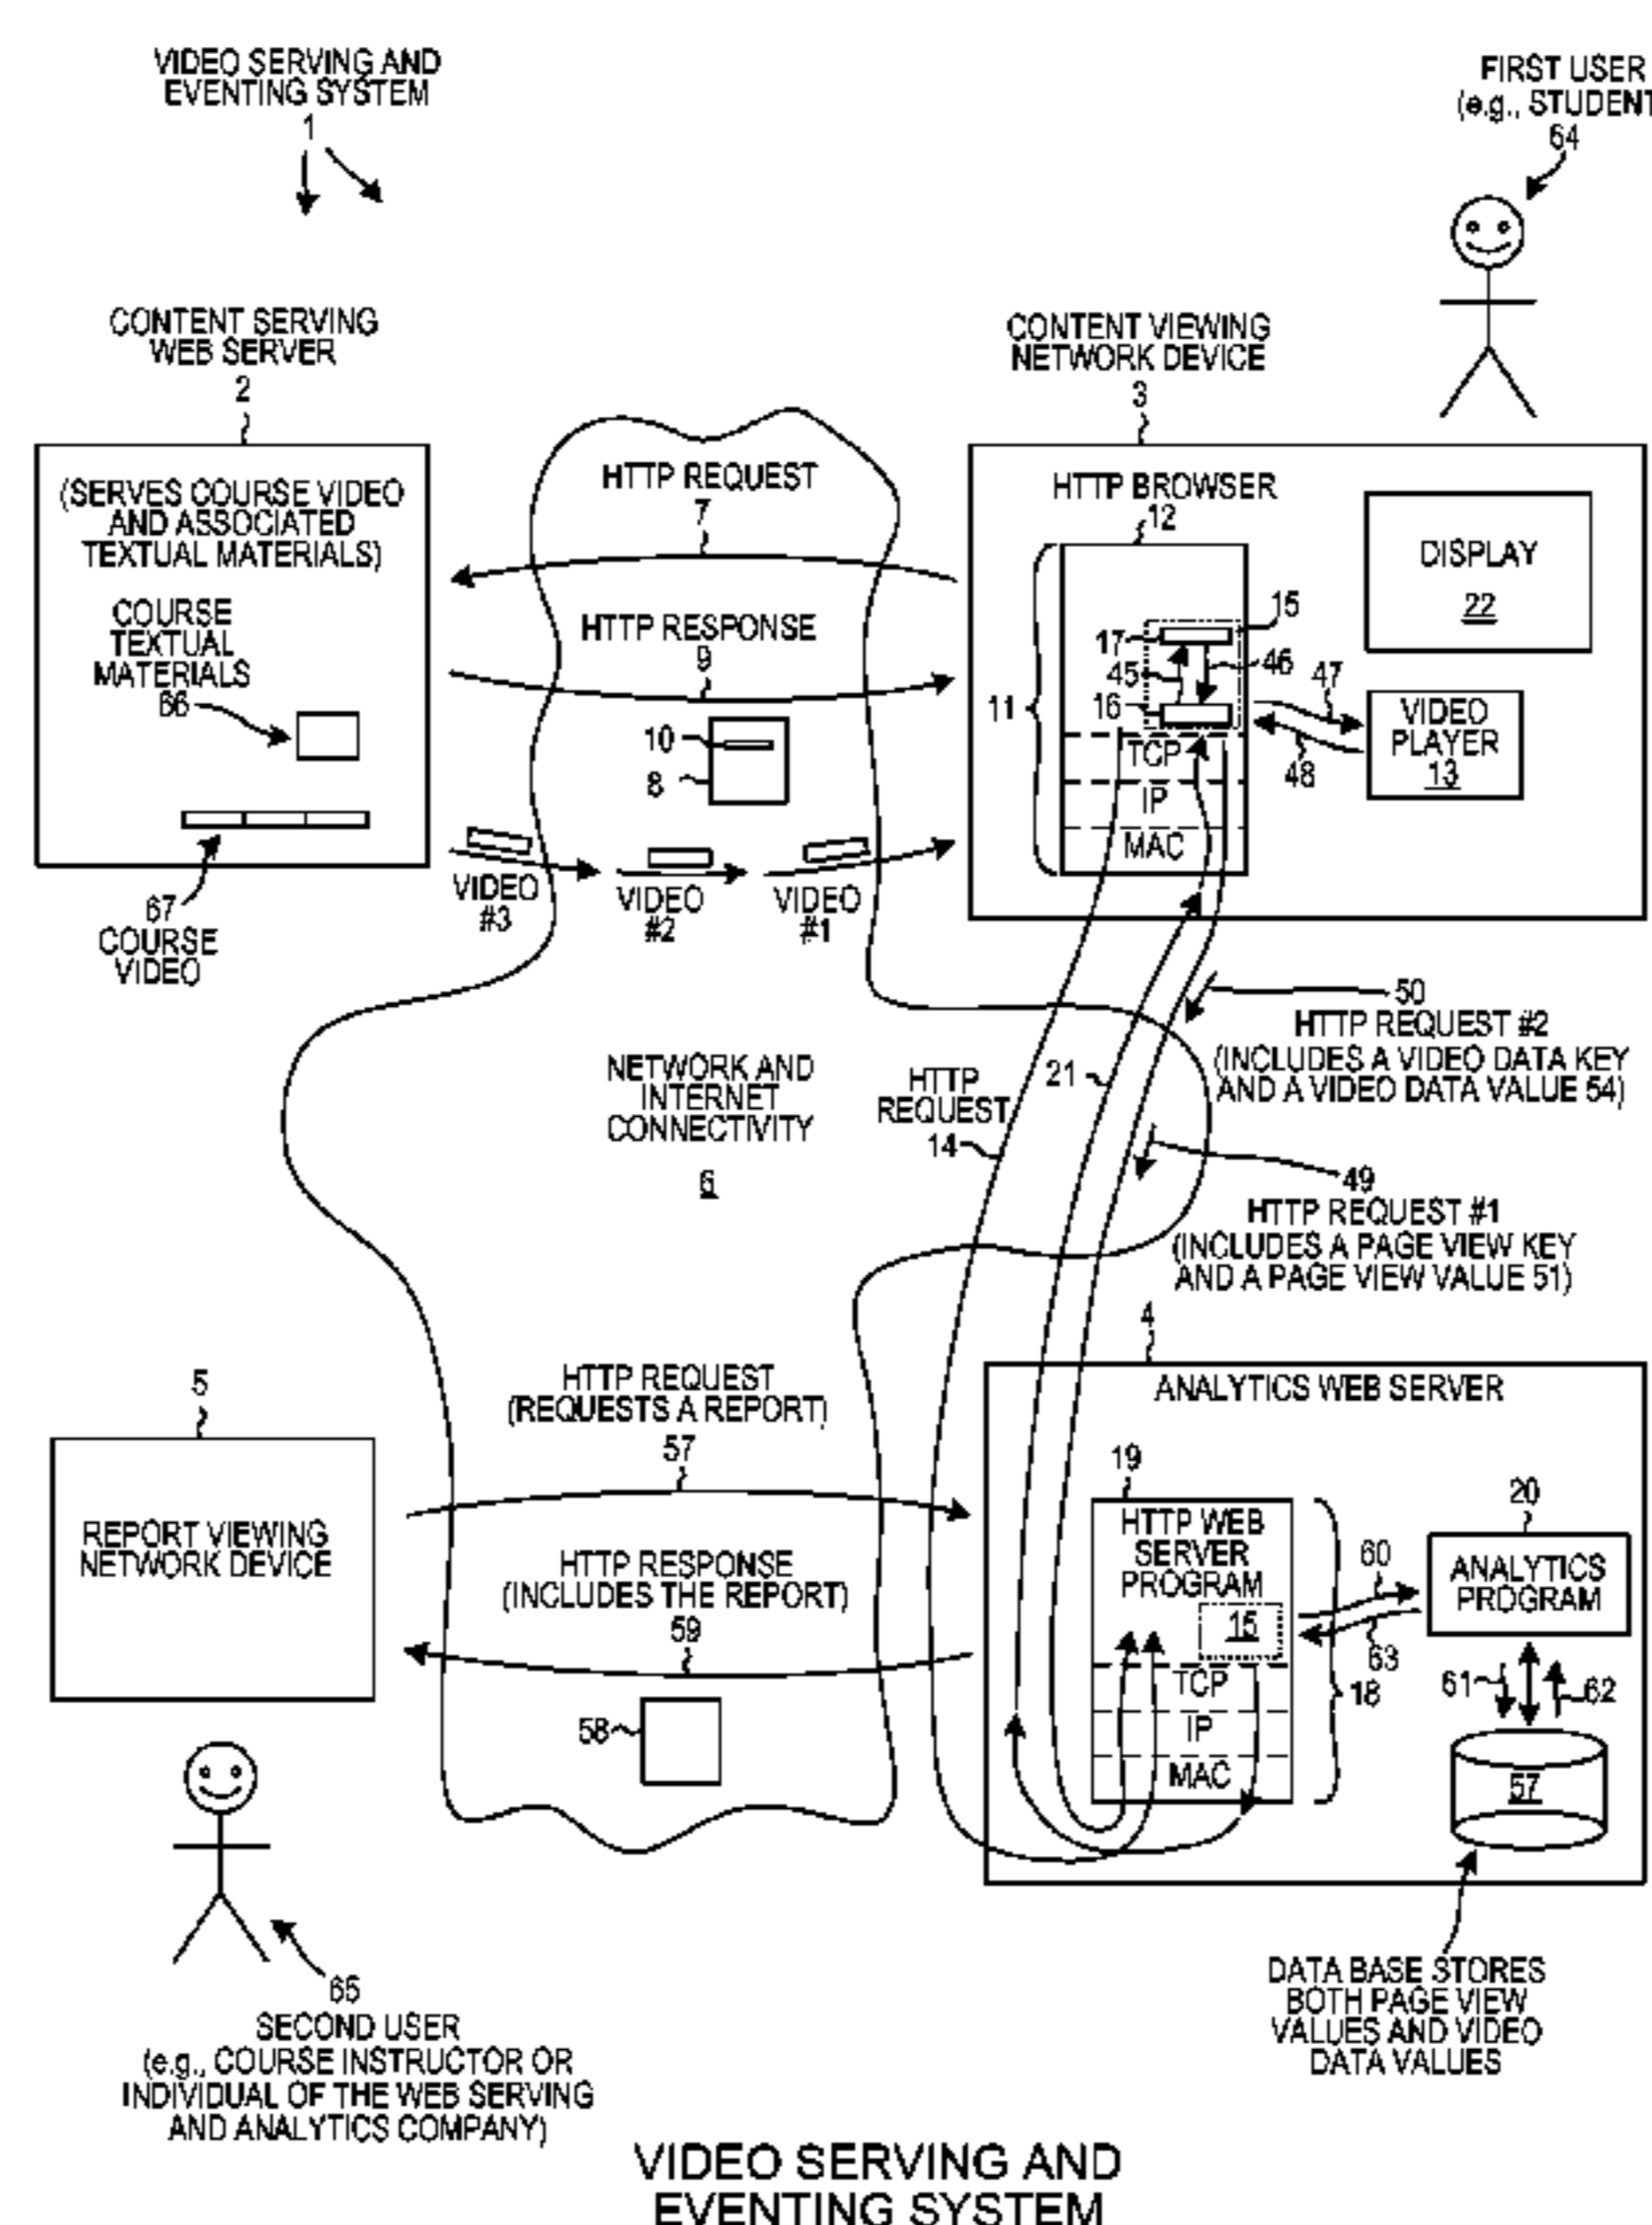 VIDEO SERVING AND
EVENTING SYSTEM
1
FIRST USER
(e.g., STUDENT
64
CONTENT SERVING
WEB SERVER
2
(SERVES COURSE VIDEO
AND ASSOCIATED
TEXTUAL MATERIALS)
COURSE
TEXTUAL
MATERIALS
66
67
COURSE
VIDEO
HTTP REQUEST
7
HTTP RESPONSE
9
10
8
VIDEO
#3
VIDEO
#2
VIDEO
#1
CONTENT VIEWING
NETWORK DEVICE
3
HTTP BROWSER
12
11
15
17
45
46
16
TCP
IP
MAC
DISPLAY
22
47
48
VIDEO
PLAYER
13
NETWORK AND
INTERNET
CONNECTIVITY
6
HTTP
REQUEST
14
21
50
HTTP REQUEST #2
(INCLUDES A VIDEO DATA KEY
AND A VIDEO DATA VALUE 54)
49
HTTP REQUEST #1
(INCLUDES A PAGE VIEW KEY
AND A PAGE VIEW VALUE 51)
5
REPORT VIEWING
NETWORK DEVICE
HTTP REQUEST
(REQUESTS A REPORT)
57
HTTP RESPONSE
(INCLUDES THE REPORT)
59
58
4
ANALYTICS WEB SERVER
19
HTTP WEB
SERVER
PROGRAM
15
TCP
IP
MAC
18
60
63
20
ANALYTICS
PROGRAM
61
62
57
DATA BASE STORES
BOTH PAGE VIEW
VALUES AND VIDEO
DATA VALUES
65
SECOND USER
(e.g., COURSE INSTRUCTOR OR
INDIVIDUAL OF THE WEB SERVING
AND ANALYTICS COMPANY)
VIDEO SERVING AND
EVENTING SYSTEM